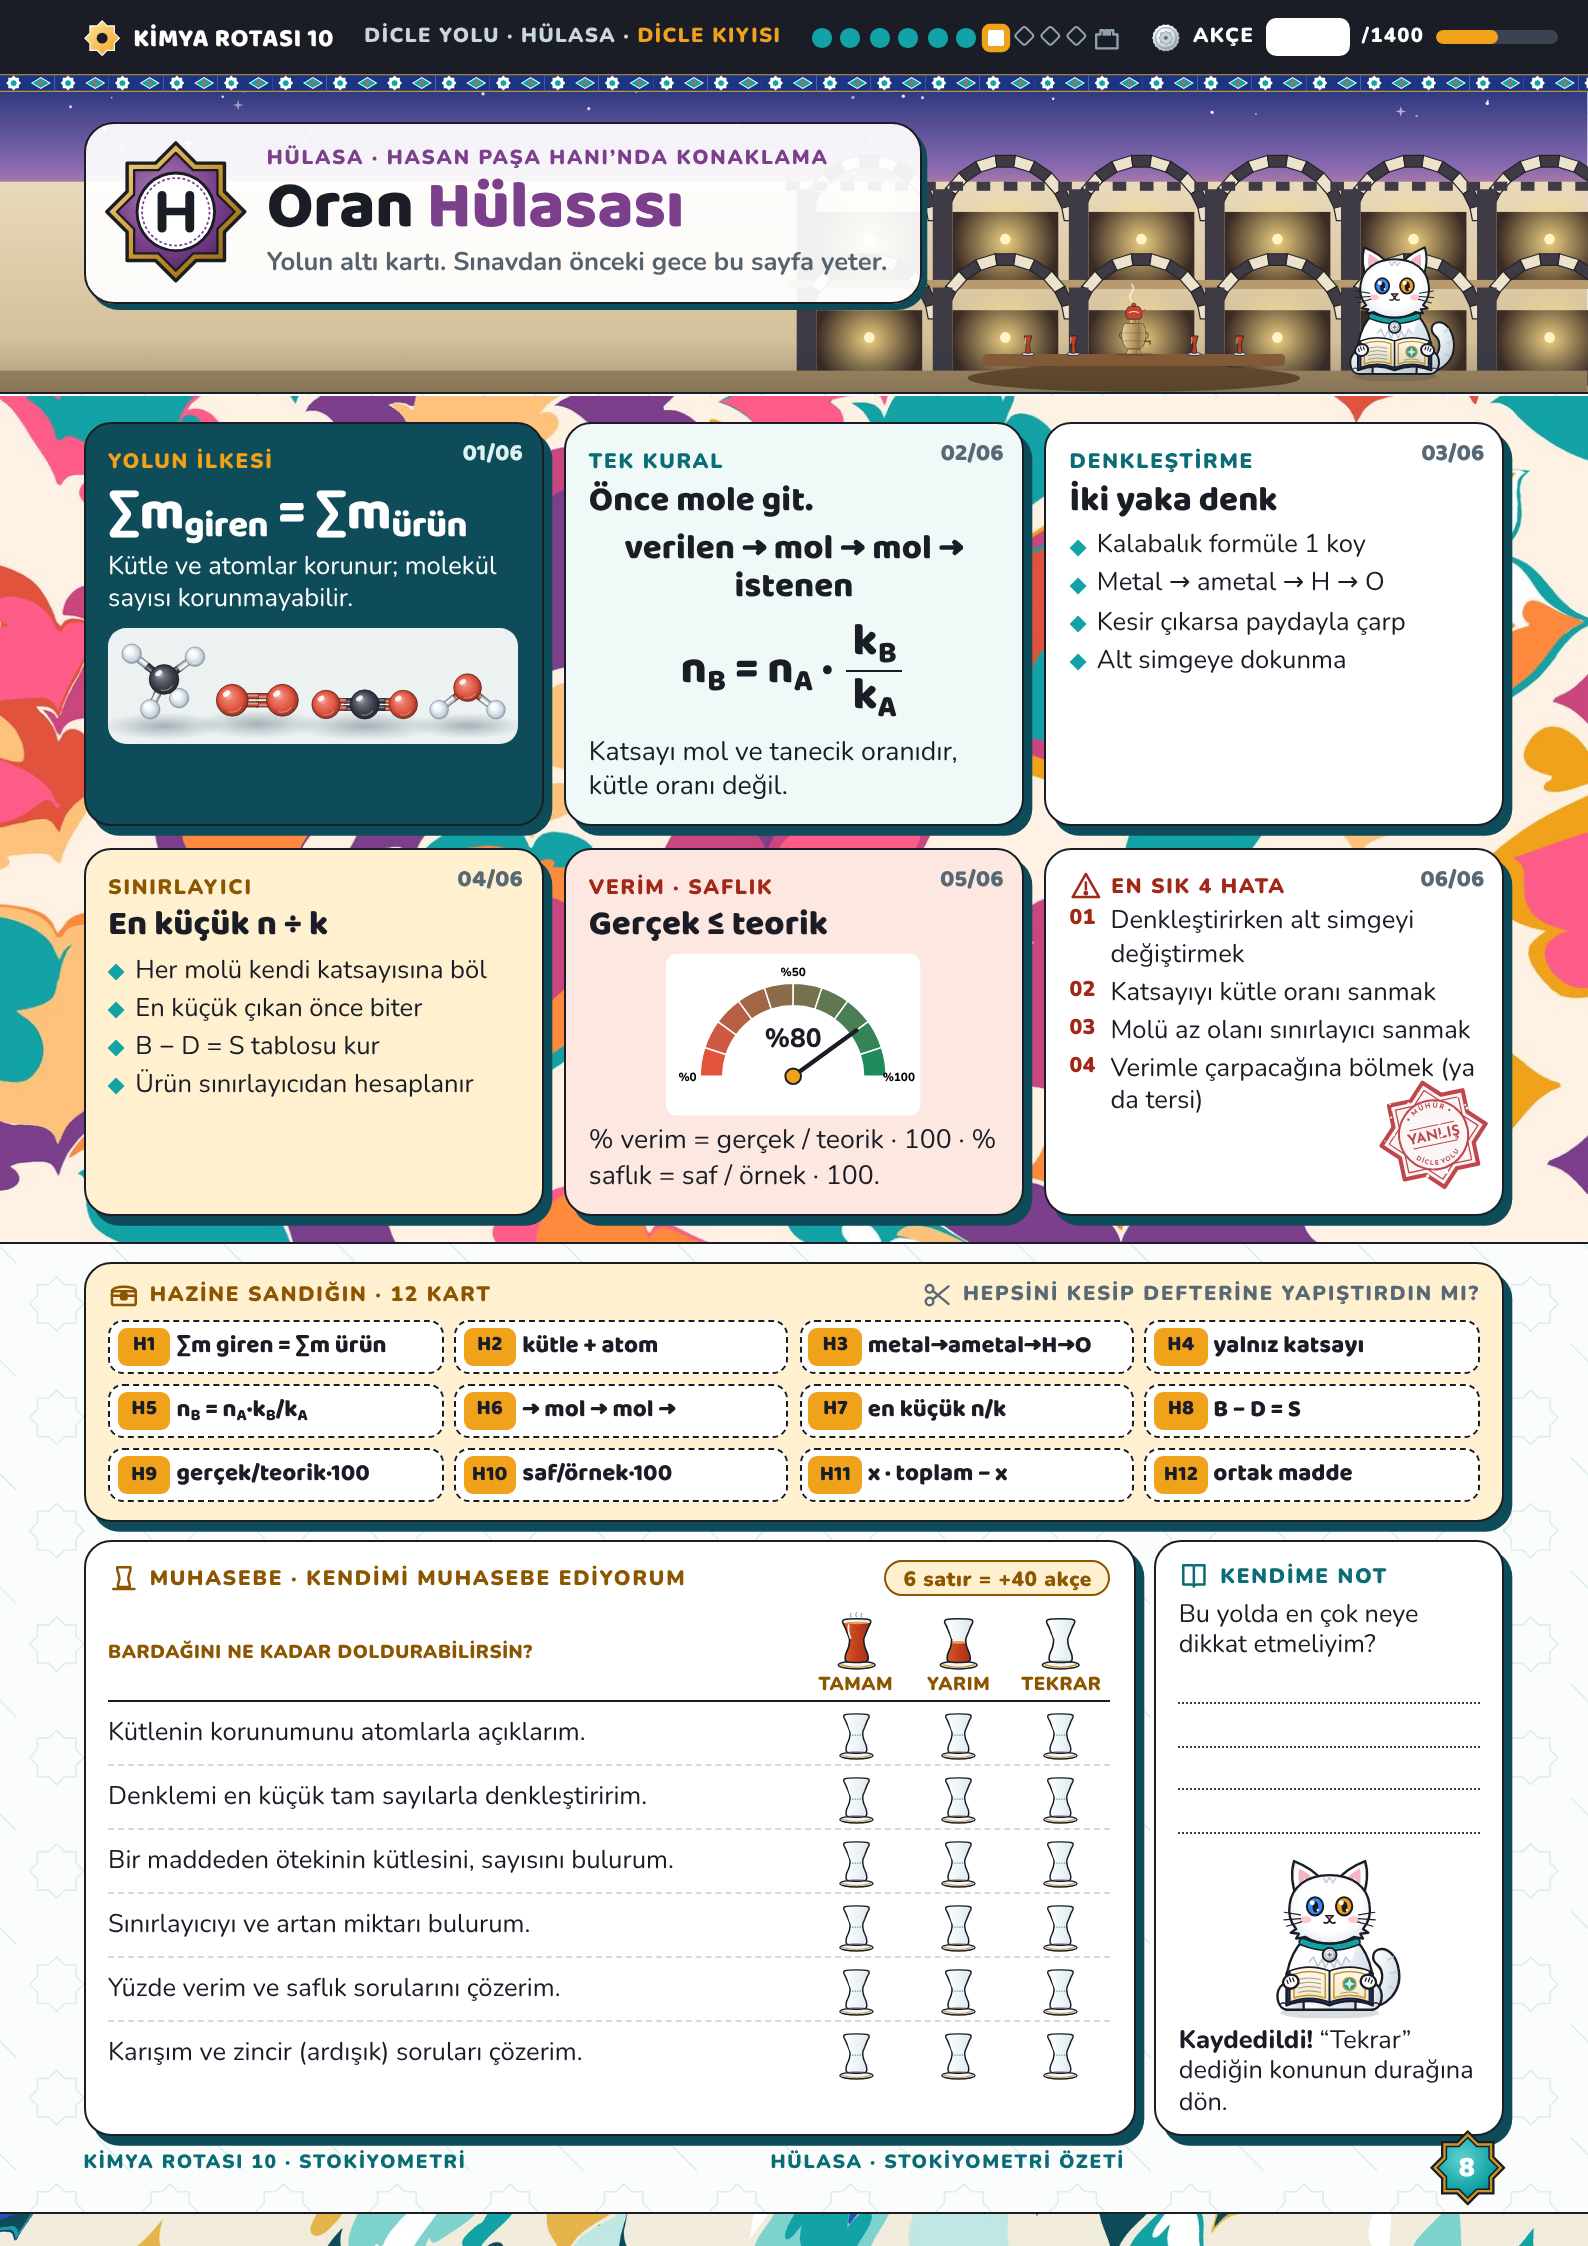 KİMYA ROTASI 10
DİCLE YOLU · HÜLASA · DİCLE KIYISI
AKÇE
/1400
HÜLASA · HASAN PAŞA HANI'NDA KONAKLAMA
H
Oran Hülasası
Yolun altı kartı. Sınavdan önceki gece bu sayfa yeter.
YOLUN İLKESİ
01/06
∑mgiren = ∑mürün
Kütle ve atomlar korunur; molekül
sayısı korunmayabilir.
TEK KURAL
02/06
Önce mole git.
verilen → mol → mol →
istenen
nB = nA · kB/kA
Katsayı mol ve tanecik oranıdır,
kütle oranı değil.
DENKLEŞTİRME
03/06
İki yaka denk
Kalabalık formüle 1 koy
Metal → ametal → H → O
Kesir çıkarsa paydayla çarp
Alt simgeye dokunma
SINIRLAYICI
04/06
En küçük n ÷ k
Her molü kendi katsayısına böl
En küçük çıkan önce biter
B − D = S tablosu kur
Ürün sınırlayıcıdan hesaplanır
VERİM · SAFLIK
05/06
Gerçek ≤ teorik
%50
%80
%0
%100
% verim = gerçek / teorik · 100 · %
saflık = saf / örnek · 100.
EN SIK 4 HATA
06/06
01 Denkleştirirken alt simgeyi
değiştirmek
02 Katsayıyı kütle oranı sanmak
03 Molü az olanı sınırlayıcı sanmak
04 Verimle çarpacağına bölmek (ya
da tersi)
MÜHÜR
YANLIŞ
DİCLE YOLU
HAZİNE SANDIĞIN · 12 KART
HEPSİNİ KESİP DEFTERİNE YAPIŞTIRDIN MI?
H1 ∑m giren = ∑m ürün
H2 kütle + atom
H3 metal→ametal→H→O
H4 yalnız katsayı
H5 nB = nA·kB/kA
H6 → mol → mol →
H7 en küçük n/k
H8 B − D = S
H9 gerçek/teorik·100
H10 saf/örnek·100
H11 x · toplam − x
H12 ortak madde
MUHASEBE · KENDİMİ MUHASEBE EDİYORUM
6 satır = +40 akçe
BARDAĞINI NE KADAR DOLDURABİLİRSİN?
TAMAM
YARIM
TEKRAR
Kütlenin korunumunu atomlarla açıklarım.
Denklemi en küçük tam sayılarla denkleştiririm.
Bir maddeden ötekinin kütlesini, sayısını bulurum.
Sınırlayıcıyı ve artan miktarı bulurum.
Yüzde verim ve saflık sorularını çözerim.
Karışım ve zincir (ardışık) soruları çözerim.
KENDİME NOT
Bu yolda en çok neye
dikkat etmeliyim?
Kaydedildi! “Tekrar”
dediğin konunun durağına
dön.
KİMYA ROTASI 10 · STOKİYOMETRİ
HÜLASA · STOKİYOMETRİ ÖZETİ
8